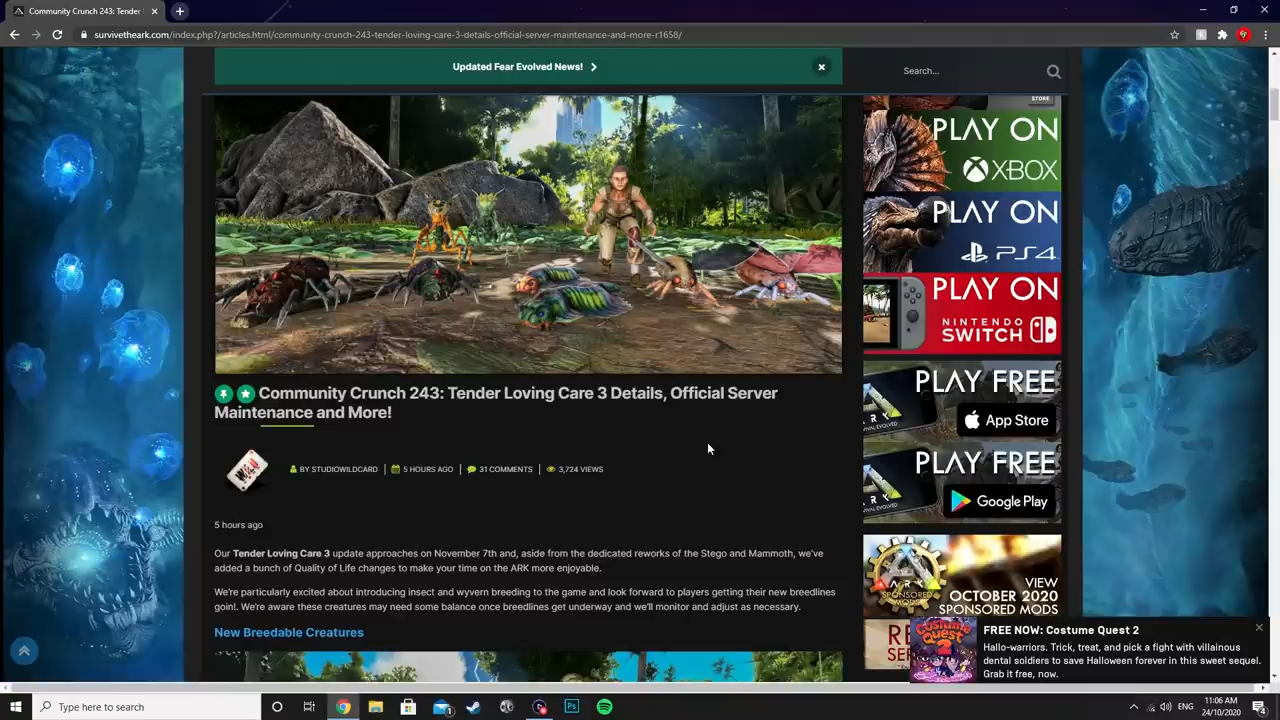 Community Crunch 243: Tender
survivetheark.com/index.php?/articles.html/community-crunch-243-tender-loving-care-3-details-official-server-maintenance-and-more-r1658/
Updated Fear Evolved News!
Search...
STORE
PLAY ON
XBOX
PLAY ON
PS4
PLAY ON
NINTENDO
SWITCH
PLAY FREE
App Store
PLAY FREE
Google Play
Community Crunch 243: Tender Loving Care 3 Details, Official Server
Maintenance and More!
BY STUDIOWILDCARD
5 HOURS AGO
31 COMMENTS
3,724 VIEWS
5 hours ago
Our Tender Loving Care 3 update approaches on November 7th and, aside from the dedicated reworks of the Stego and Mammoth, we've
added a bunch of Quality of Life changes to make your time on the ARK more enjoyable.
We're particularly excited about introducing insect and wyvern breeding to the game and look forward to players getting their new breedlines
goin!. We're aware these creatures may need some balance once breedlines get underway and we'll monitor and adjust as necessary.
New Breedable Creatures
ARK
SPONSORED
MODS
VIEW
OCTOBER 2020
SPONSORED MODS
FREE NOW: Costume Quest 2
Hallo-warriors. Trick, treat, and pick a fight with villainous
dental soldiers to save Halloween forever in this sweet sequel.
Grab it free, now.
Type here to search
11:06 AM
24/10/2020